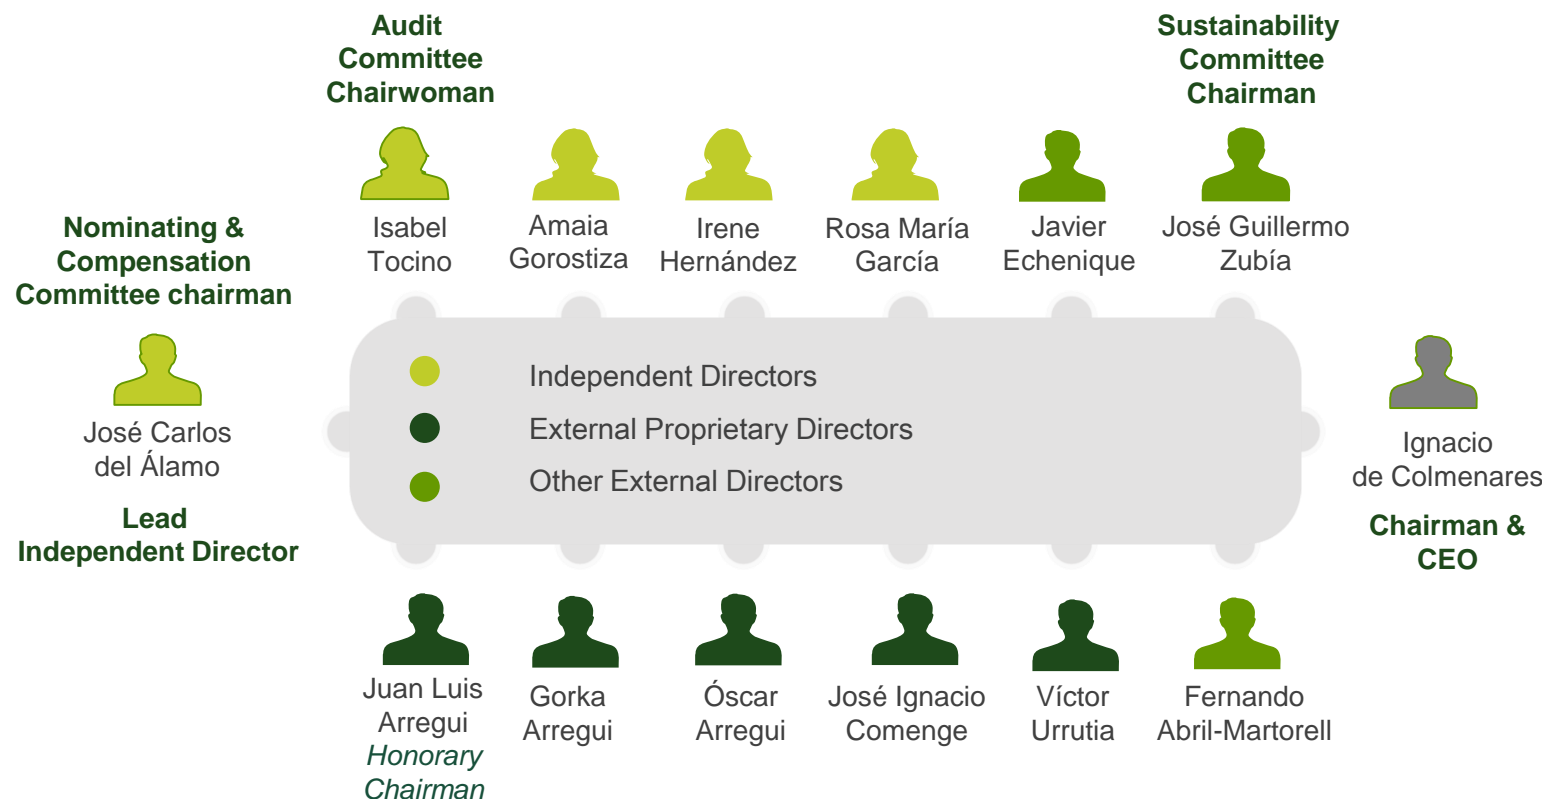 Audit
Committee
Chairwoman
Sustainability
Committee
Chairman
Isabel
Tocino
Amaia
Gorostiza
Irene
Hernández
Rosa María
García
Javier
Echenique
José Guillermo
Zubía
Nominating &
Compensation
Committee chairman
José Carlos
del Álamo
Lead
Independent Director
Independent Directors
External Proprietary Directors
Other External Directors
Ignacio
de Colmenares
Chairman &
CEO
Juan Luis
Arregui
Honorary
Chairman
Gorka
Arregui
Óscar
Arregui
José Ignacio
Comenge
Víctor
Urrutia
Fernando
Abril-Martorell